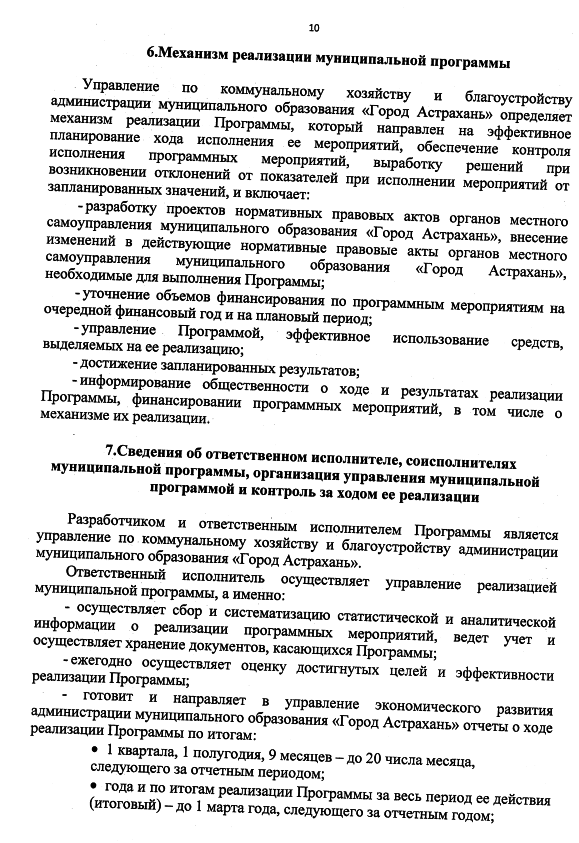 10
6.Механизм реализации муниципальной программы
Управление по коммунальному хозяйству и благоустройству
администрации муниципального образования «Город Астрахань» определяет
механизм реализации Программы, который направлен на эффективное
планирование хода исполнения ее мероприятий, обеспечение контроля
исполнения программных мероприятий, выработку решений при
возникновении отклонений от показателей при исполнении мероприятий от
запланированных значений, и включает:
- разработку проектов нормативных правовых актов органов местного
самоуправления муниципального образования «Город Астрахань», внесение
изменений в действующие нормативные правовые акты органов местного
самоуправления муниципального образования «Город Астрахань»,
необходимые для выполнения Программы;
- уточнение объемов финансирования по программным мероприятиям на
очередной финансовый год и на плановый период;
- управление Программой, эффективное использование средств,
выделяемых на ее реализацию;
- достижение запланированных результатов;
- информирование общественности о ходе и результатах реализации
Программы, финансировании программных мероприятий, в том числе о
механизме их реализации.
7.Сведения об ответственном исполнителе, соисполнителях
муниципальной программы, организация управления муниципальной
программой и контроль за ходом ее реализации
Разработчиком и ответственным исполнителем Программы является
управление по коммунальному хозяйству и благоустройству администрации
муниципального образования «Город Астрахань».
Ответственный исполнитель осуществляет управление реализацией
муниципальной программы, а именно:
- осуществляет сбор и систематизацию статистической и аналитической
информации о реализации программных мероприятий, ведет учет и
осуществляет хранение документов, касающихся Программы;
- ежегодно осуществляет оценку достигнутых целей и эффективности
реализации Программы;
- готовит и направляет в управление экономического развития
администрации муниципального образования «Город Астрахань» отчеты о ходе
реализации Программы по итогам:
• 1 квартала, 1 полугодия, 9 месяцев – до 20 числа месяца,
следующего за отчетным периодом;
• года и по итогам реализации Программы за весь период ее действия
(итоговый) – до 1 марта года, следующего за отчетным годом;